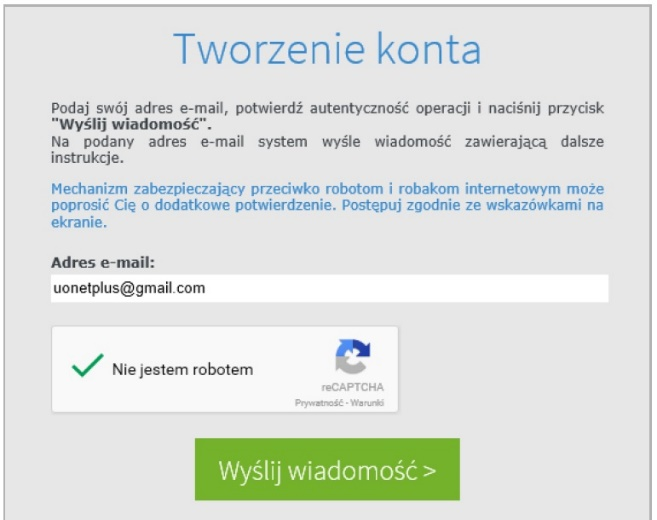 Tworzenie konta
Podaj swój adres e-mail, potwierdź autentyczność operacji i naciśnij przycisk
"Wyślij wiadomość".
Na podany adres e-mail system wyśle wiadomość zawierającą dalsze
instrukcje.
Mechanizm zabezpieczający przeciwko robotom i robakom internetowym może
poprosić Cię o dodatkowe potwierdzenie. Postępuj zgodnie ze wskazówkami na
ekranie.
Adres e-mail:
uonetplus@gmail.com
Nie jestem robotem
reCAPTCHA
Prywatność - Warunki
Wyślij wiadomość >